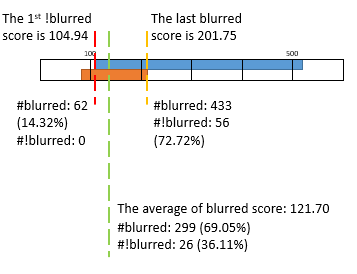 The 1st !blurred
score is 104.94
The last blurred
score is 201.75
100
500
#blurred: 62
(14.32%)
#!blurred: 0
#blurred: 433
#!blurred: 56
(72.72%)
The average of blurred score: 121.70
#blurred: 299 (69.05%)
#!blurred: 26 (36.11%)